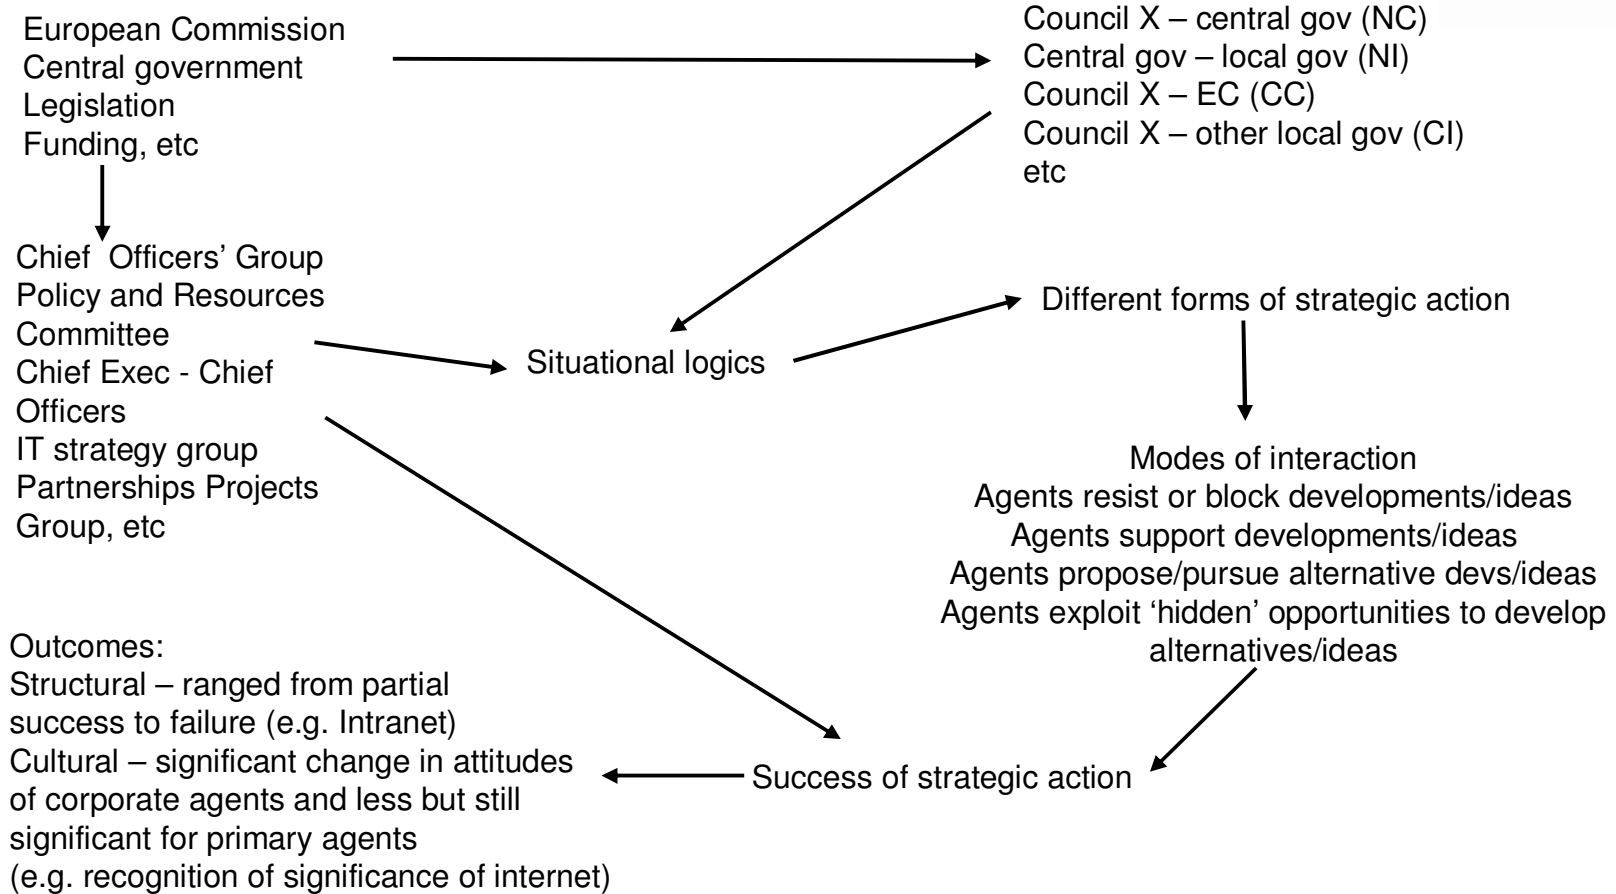 European Commission
Central government
Legislation
Funding, etc
Council X – central gov (NC)
Central gov – local gov (NI)
Council X – EC (CC)
Council X – other local gov (CI)
etc
Chief Officers’ Group
Policy and Resources
Committee
Chief Exec - Chief
Officers
IT strategy group
Partnerships Projects
Group, etc
Situational logics
Different forms of strategic action
Modes of interaction
Agents resist or block developments/ideas
Agents support developments/ideas
Agents propose/pursue alternative devs/ideas
Agents exploit ‘hidden’ opportunities to develop
alternatives/ideas
Success of strategic action
Outcomes:
Structural – ranged from partial
success to failure (e.g. Intranet)
Cultural – significant change in attitudes
of corporate agents and less but still
significant for primary agents
(e.g. recognition of significance of internet)